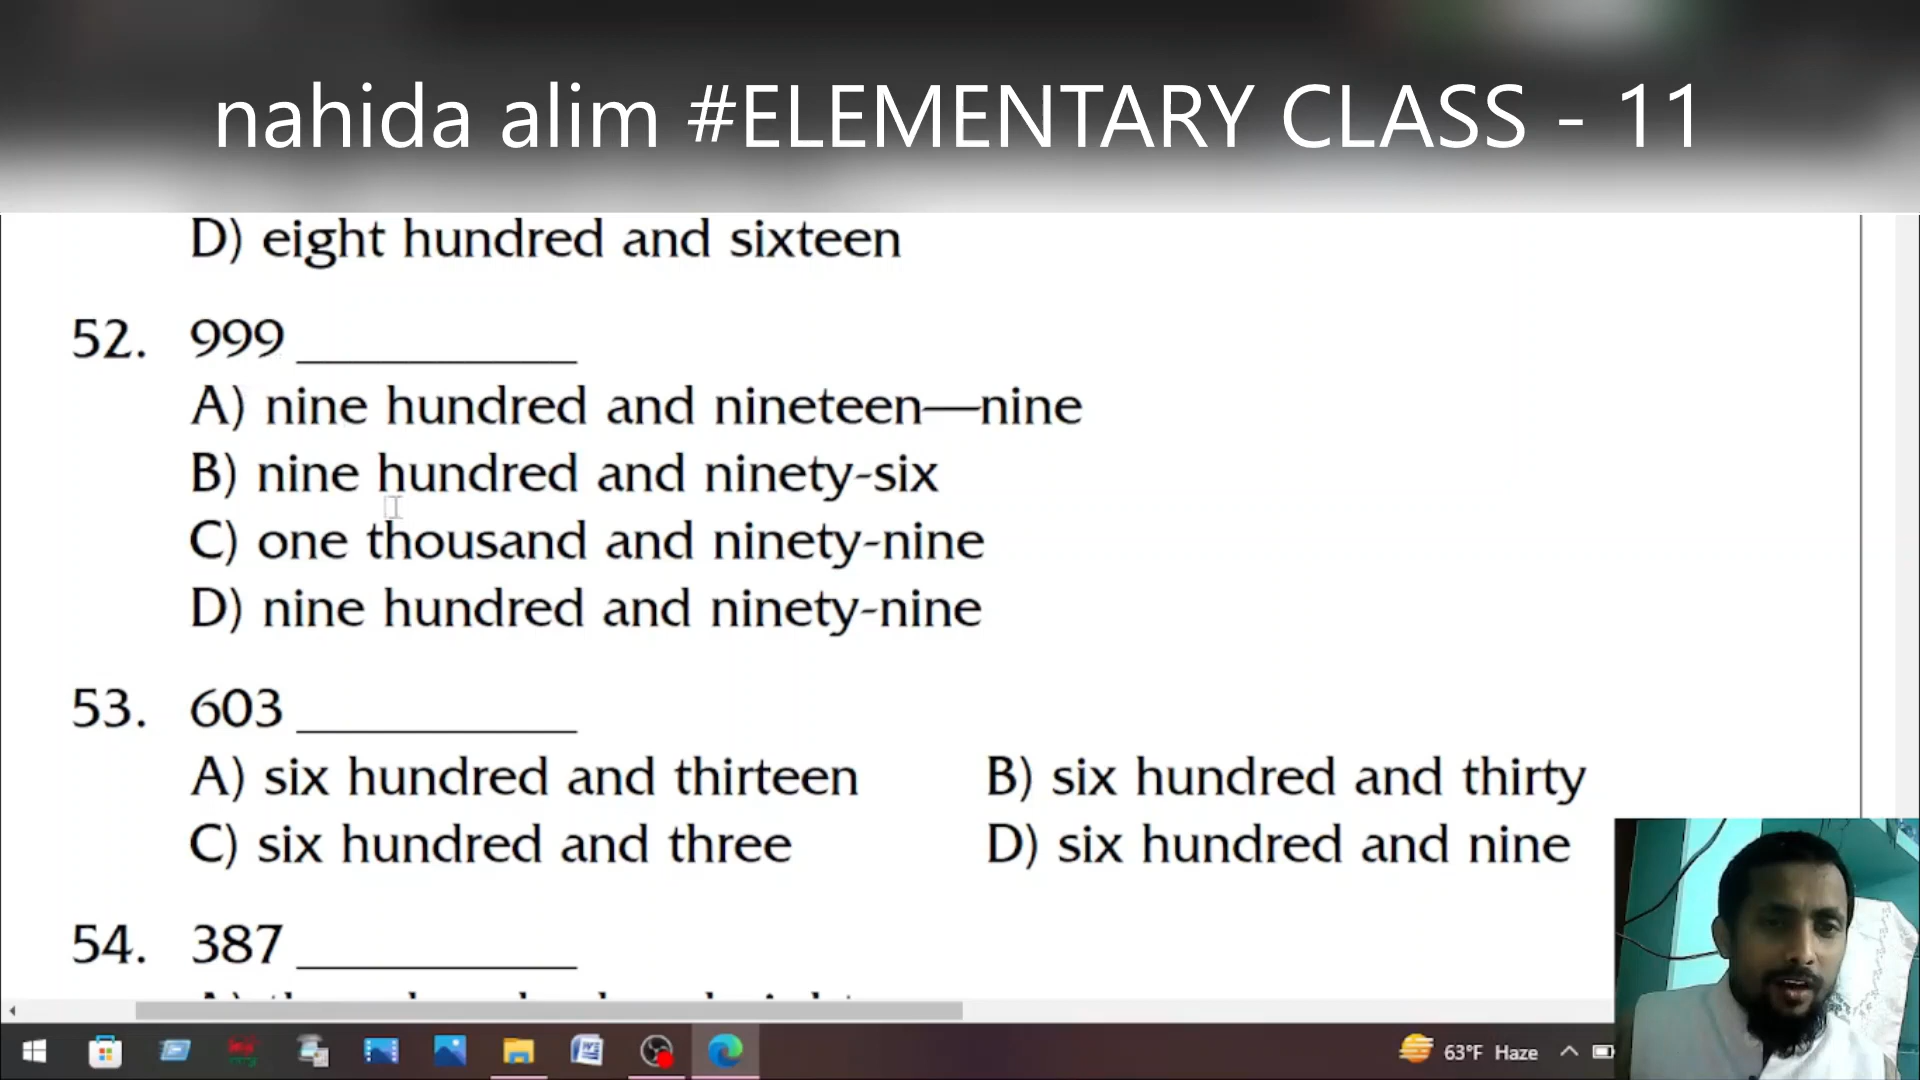 nahida alim #ELEMENTARY CLASS - 11
D) eight hundred and sixteen
52. 999 __________
A) nine hundred and nineteen—nine
B) nine hundred and ninety-six
C) one thousand and ninety-nine
D) nine hundred and ninety-nine
53. 603 __________
A) six hundred and thirteen B) six hundred and thirty
C) six hundred and three D) six hundred and nine
54. 387 __________
63°F Haze